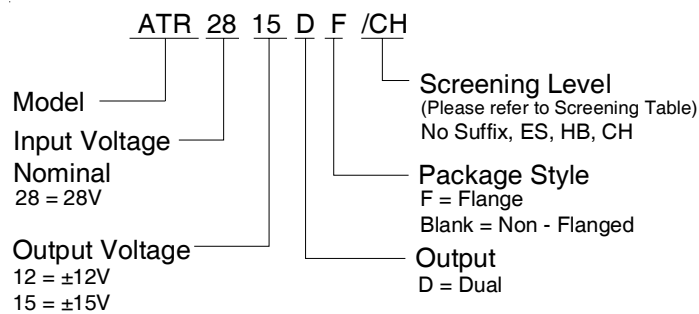 ATR 28 15 D F /CH
Model
Input Voltage
Nominal
28 = 28V
Output Voltage
12 = ±12V
15 = ±15V
Screening Level
(Please refer to Screening Table)
No Suffix, ES, HB, CH
Package Style
F = Flange
Blank = Non - Flanged
Output
D = Dual